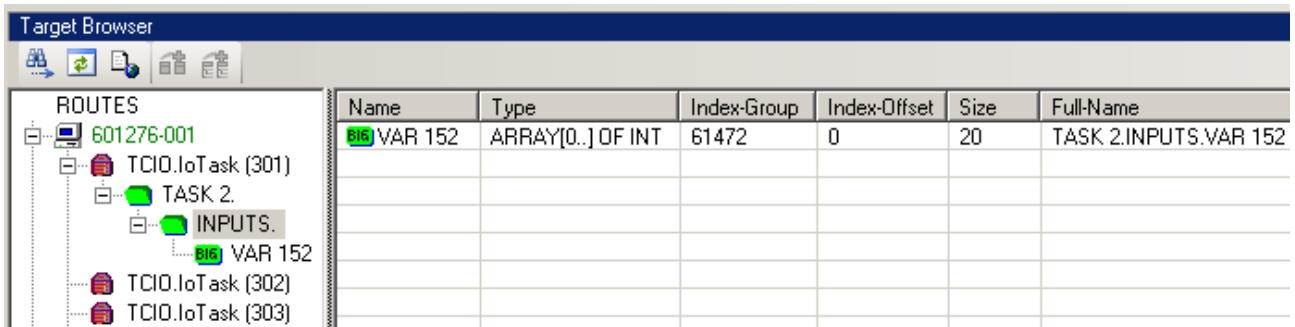 Target Browser
ROUTES
601276-001
TCIO.IoTask (301)
TASK 2.
INPUTS.
BIG VAR 152
TCIO.IoTask (302)
TCIO.IoTask (303)
Name Type Index-Group Index-Offset Size Full-Name
BIG VAR 152 ARRAY[0..] OF INT 61472 0 20 TASK 2.INPUTS.VAR 152